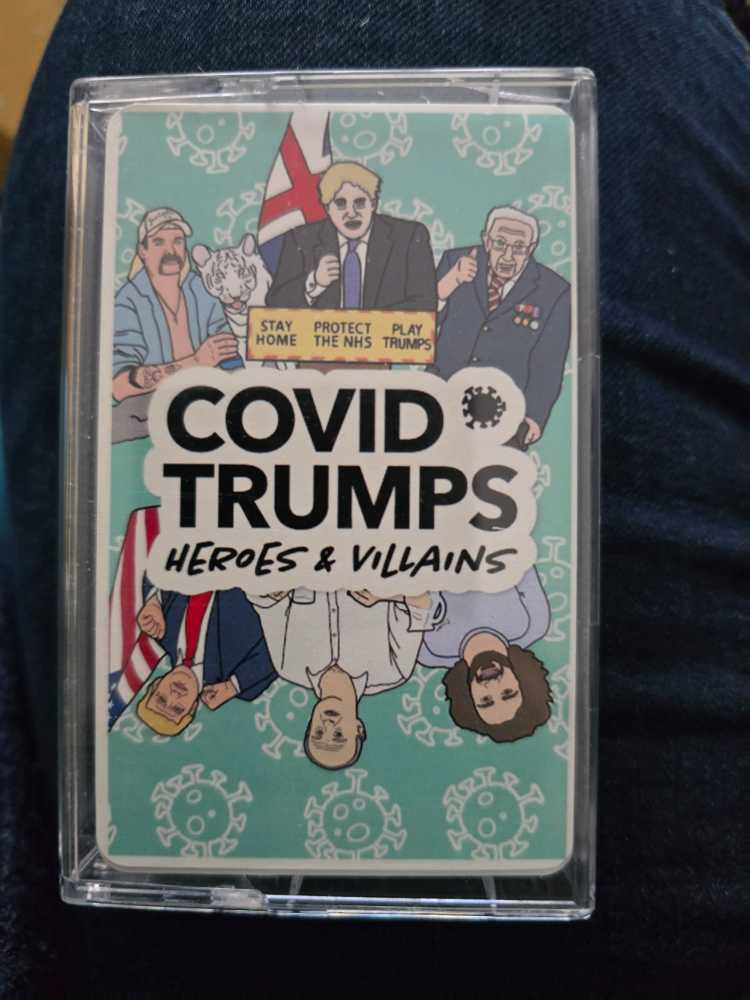 STAY PROTECT PLAY
HOME THE NHS TRUMPS
COVID
TRUMPS
HEROES & VILLAINS